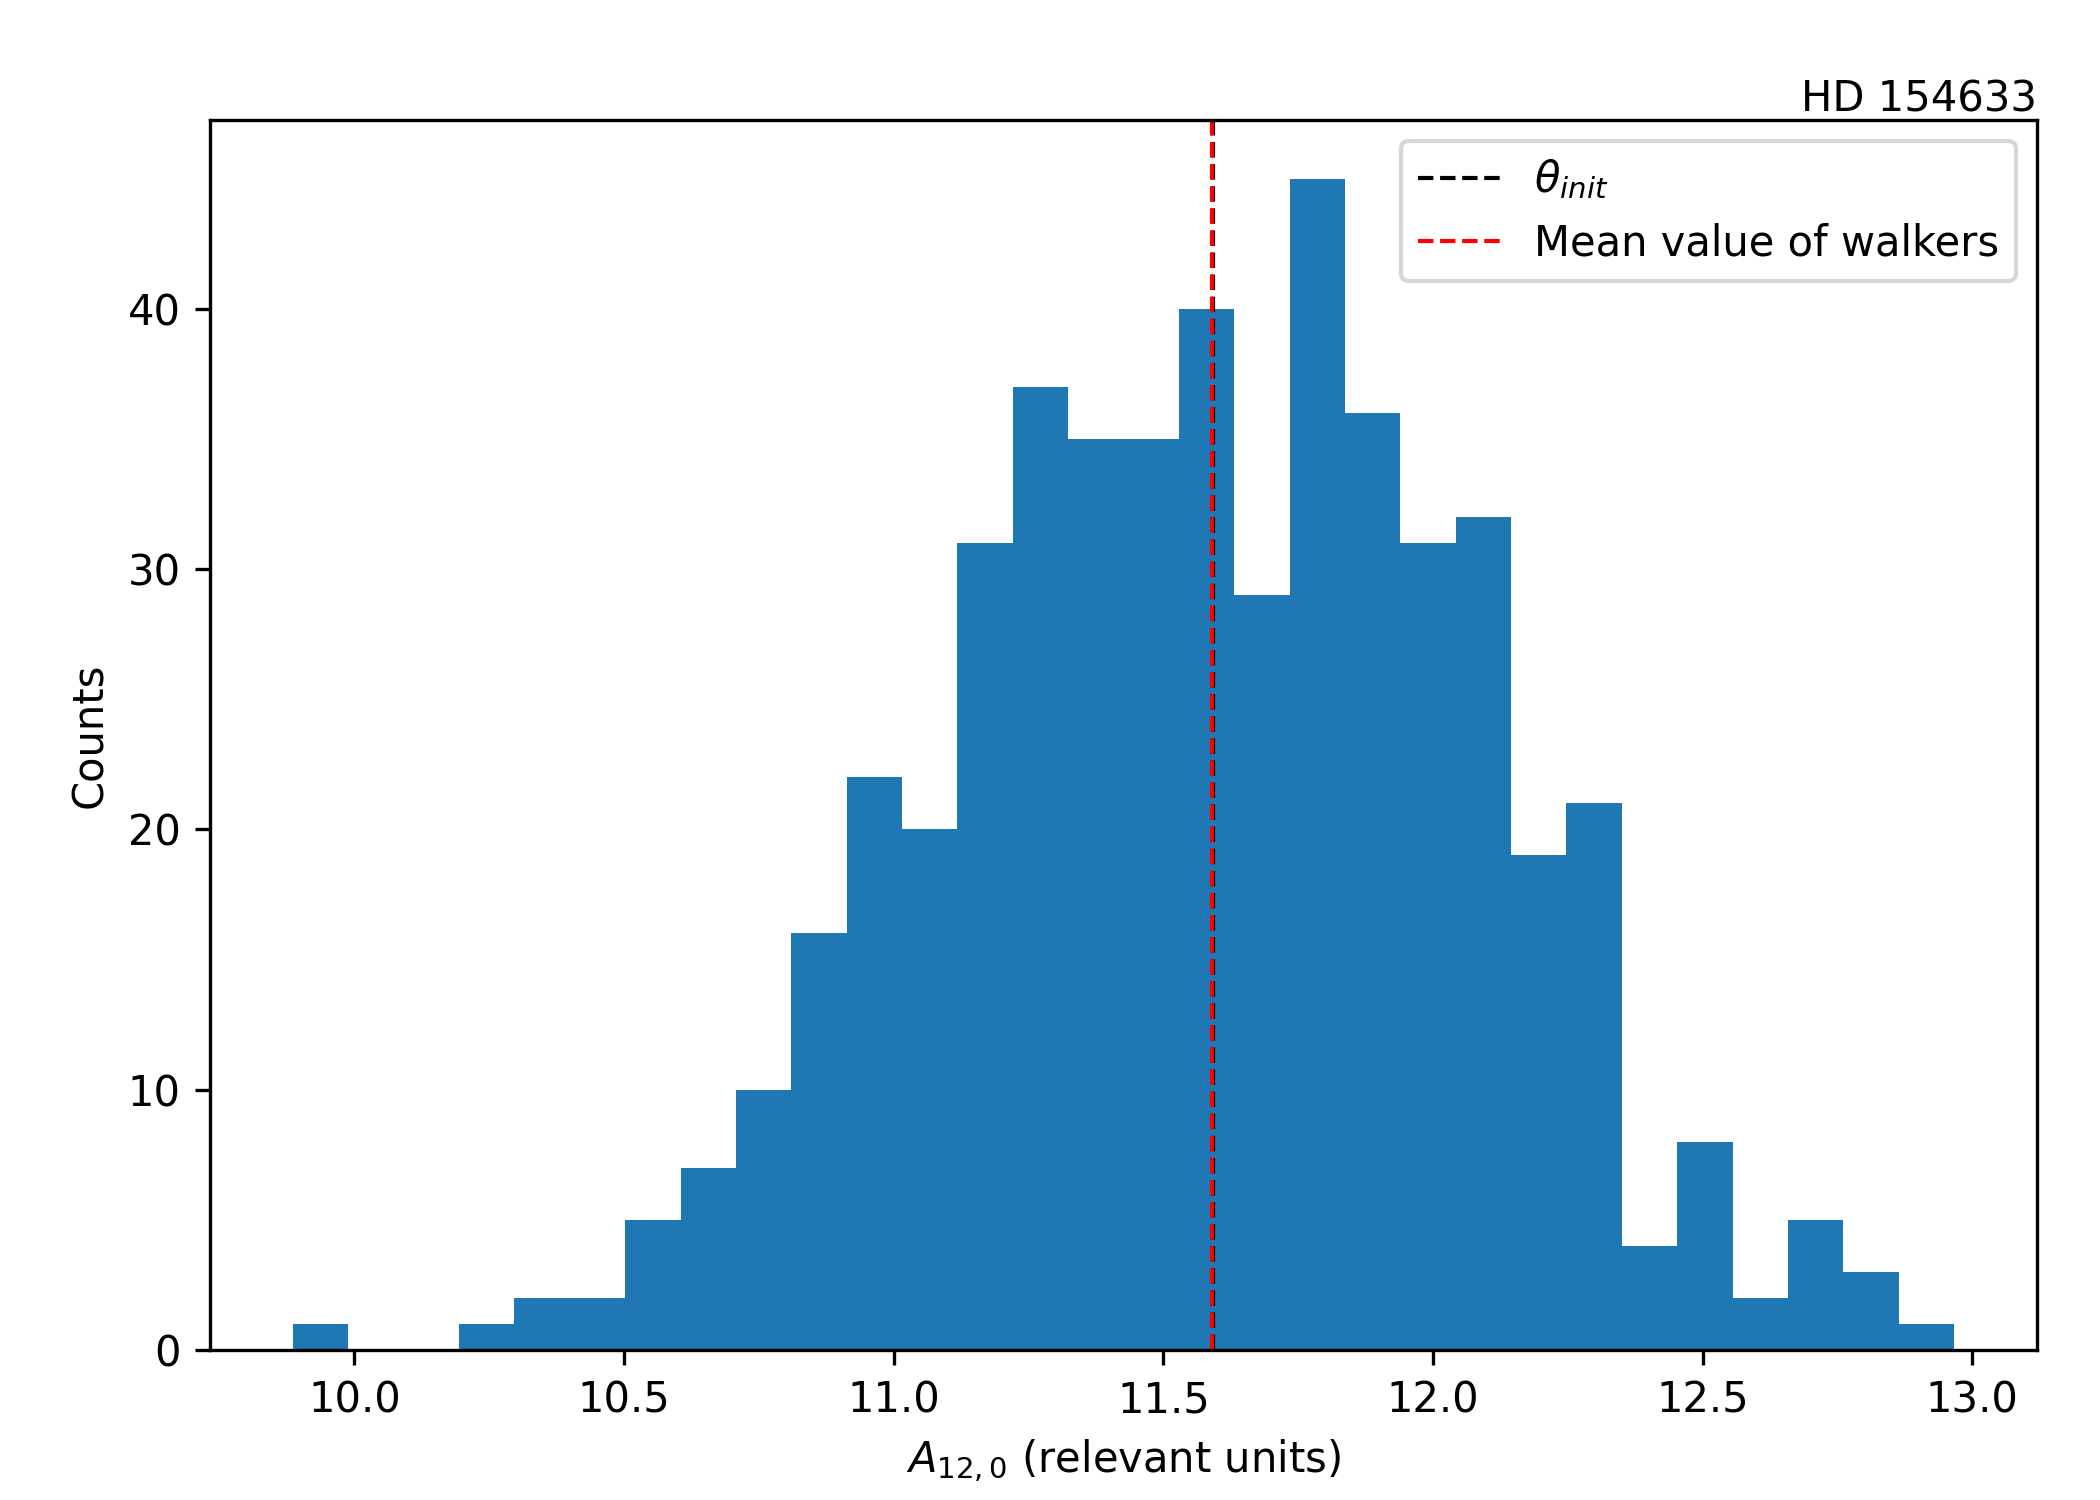 HD 154633
θinit
Mean value of walkers
40
30
20
10
0
Counts
10.0 10.5 11.0 11.5 12.0 12.5 13.0
A12,0 (relevant units)